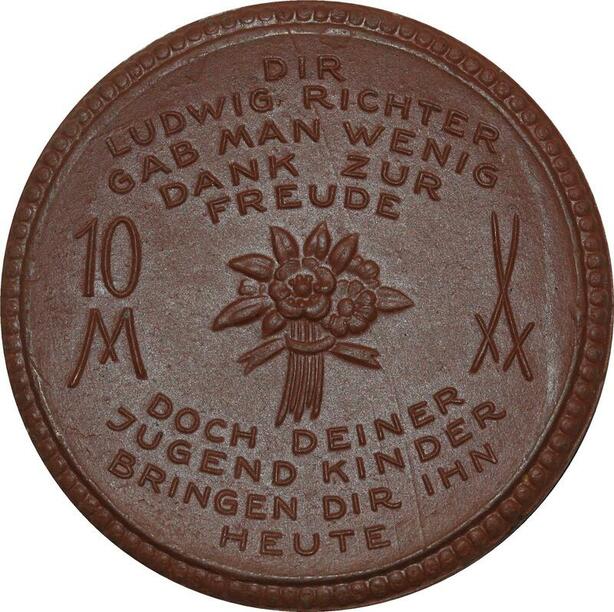 DIR
LUDWIG RICHTER
GAB MAN WENIG
DANK ZUR
FREUDE
10
M
DOCH DEINER
JUGEND KINDER
BRINGEN DIR IHN
HEUTE